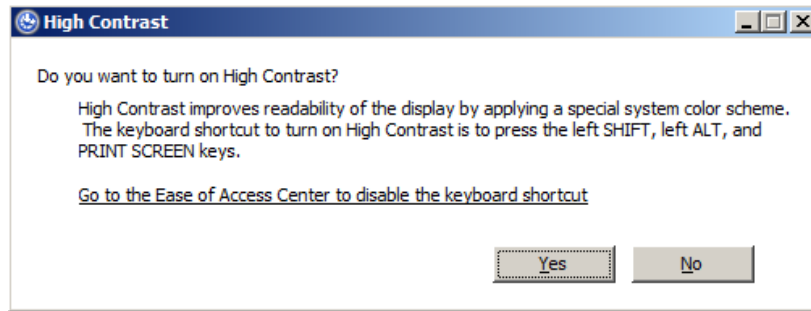 High Contrast
Do you want to turn on High Contrast?
High Contrast improves readability of the display by applying a special system color scheme.
The keyboard shortcut to turn on High Contrast is to press the left SHIFT, left ALT, and
PRINT SCREEN keys.
Go to the Ease of Access Center to disable the keyboard shortcut
Yes No